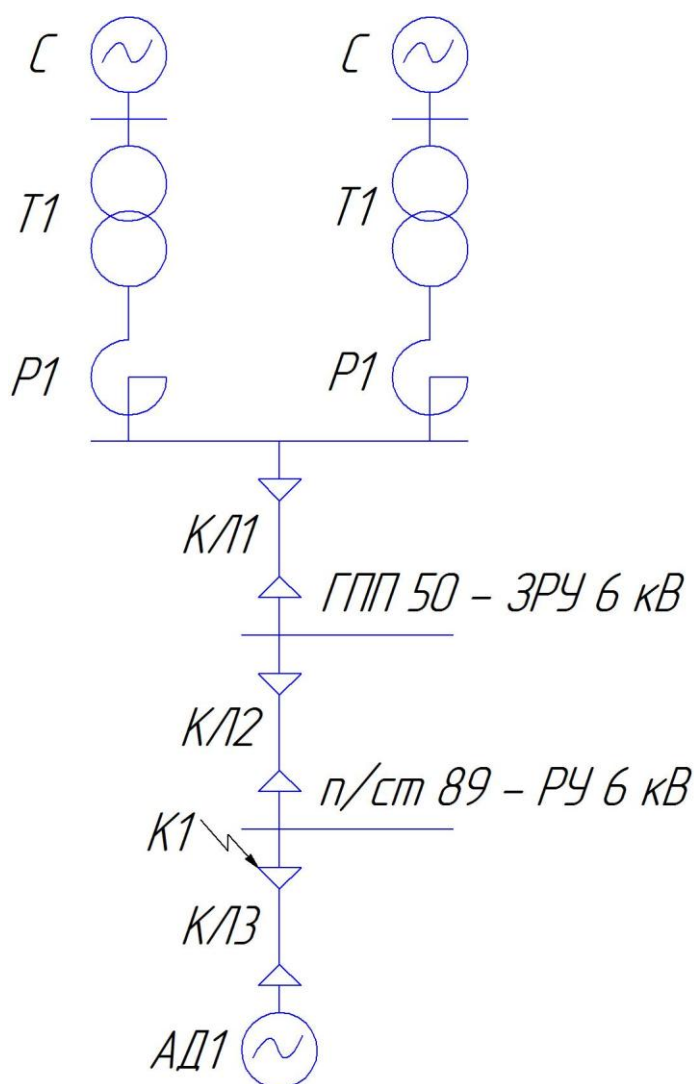 С С
Т1 Т1
Р1 Р1
КЛ1
ГПП 50 – ЗРУ 6 кВ
КЛ2
п/ст 89 – РУ 6 кВ
К1
КЛ3
АД1